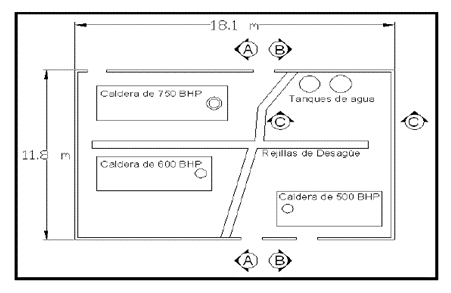 18.1 m
A B
Caldera de 750 BHP
Tanques de agua
C C
11.8 m
Rejillas de Desagüe
Caldera de 600 BHP
Caldera de 500 BHP
A B